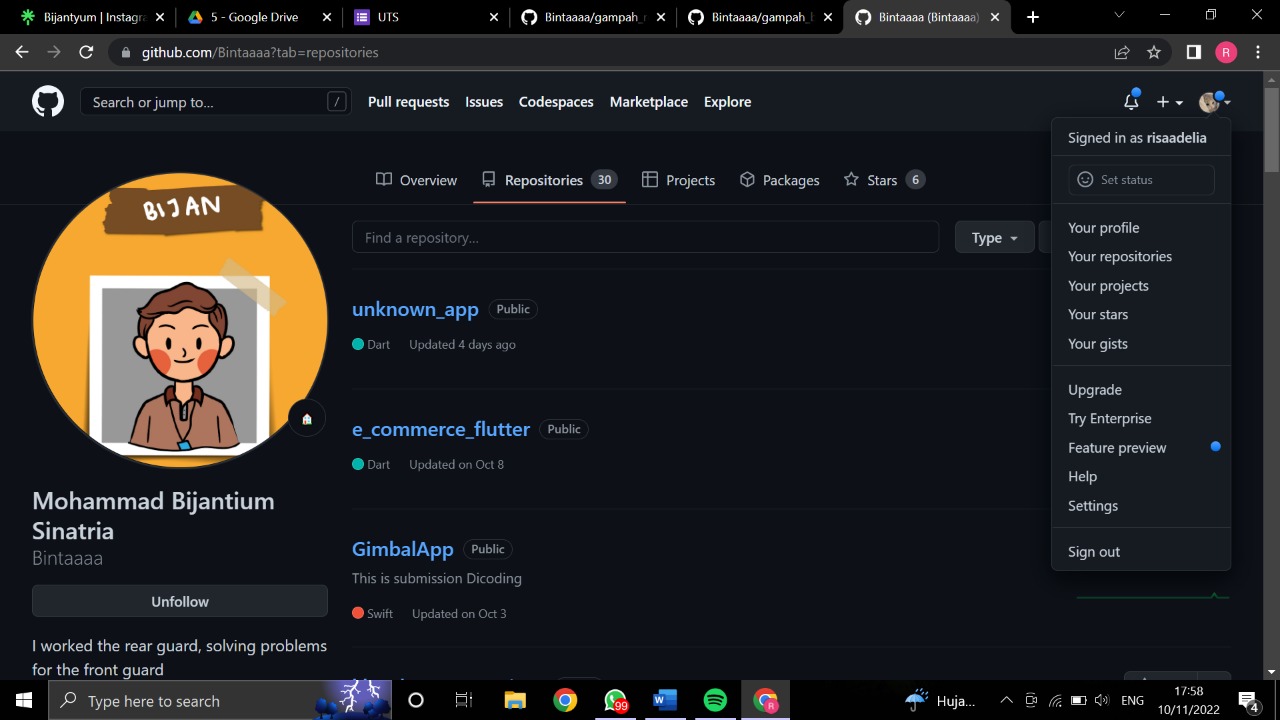 Bijantyum | Instagra
5 - Google Drive
UTS
Bintaaaa/gampah_
Bintaaaa/gampah_
Bintaaaa (Bintaaaa)
github.com/Bintaaaa?tab=repositories
R
Search or jump to...
/
Pull requests
Issues
Codespaces
Marketplace
Explore
Signed in as risaadelia
Set status
Your profile
Your repositories
Your projects
Your stars
Your gists
Upgrade
Try Enterprise
Feature preview
Help
Settings
Sign out
Overview
Repositories 30
Projects
Packages
Stars 6
BIJAN
Mohammad Bijantium
Sinatria
Bintaaaa
Unfollow
I worked the rear guard, solving problems
for the front guard
Find a repository...
Type
unknown_app Public
Dart Updated 4 days ago
e_commerce_flutter Public
Dart Updated on Oct 8
GimbalApp Public
This is submission Dicoding
Swift Updated on Oct 3
Type here to search
99
R
Huja...
ENG
17:58
10/11/2022
4